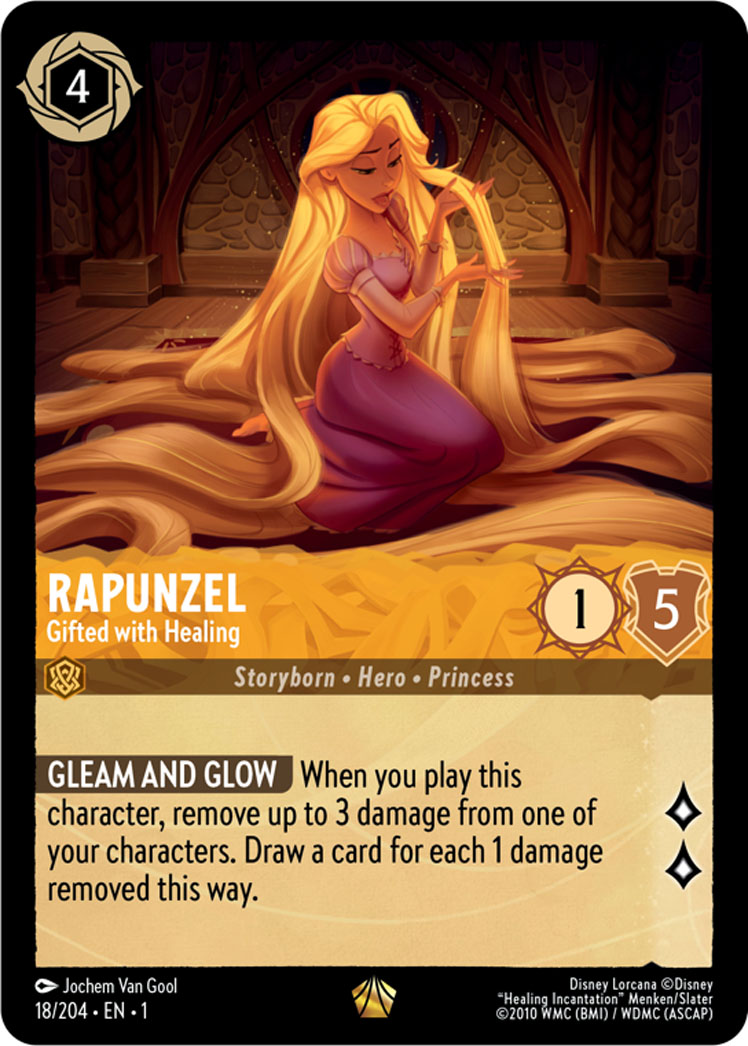 4
RAPUNZEL
Gifted with Healing
1
5
Storyborn • Hero • Princess
GLEAM AND GLOW When you play this
character, remove up to 3 damage from one of
your characters. Draw a card for each 1 damage
removed this way.
Jochem Van Gool
18/204 • EN • 1
Disney Lorcana ©Disney
“Healing Incantation” Menken/Slater
©2010 WMC (BMI) / WDMC (ASCAP)